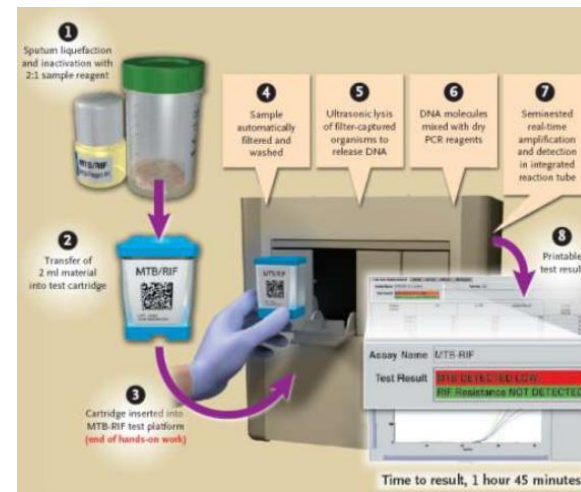 1
Sputum liquefaction
and inactivation with
2:1 sample reagent
MTB/RIF
2
Transfer of
2 ml material
into test cartridge
MTB/RIF
3
Cartridge inserted into
MTB-RIF test platform
(end of hands-on work)
4
Sample
automatically
filtered and
washed
5
Ultrasonic lysis
of filter-captured
organisms to
release DNA
6
DNA molecules
mixed with dry
PCR reagents
7
Seminested
real-time
amplification
and detection
in integrated
reaction tube
8
Printable
test resul
MTB/RIF
Assay Name MTB-RIF
Test Result MTB DETECTED LOW
RIF Resistance NOT DETECTED
Time to result, 1 hour 45 minutes